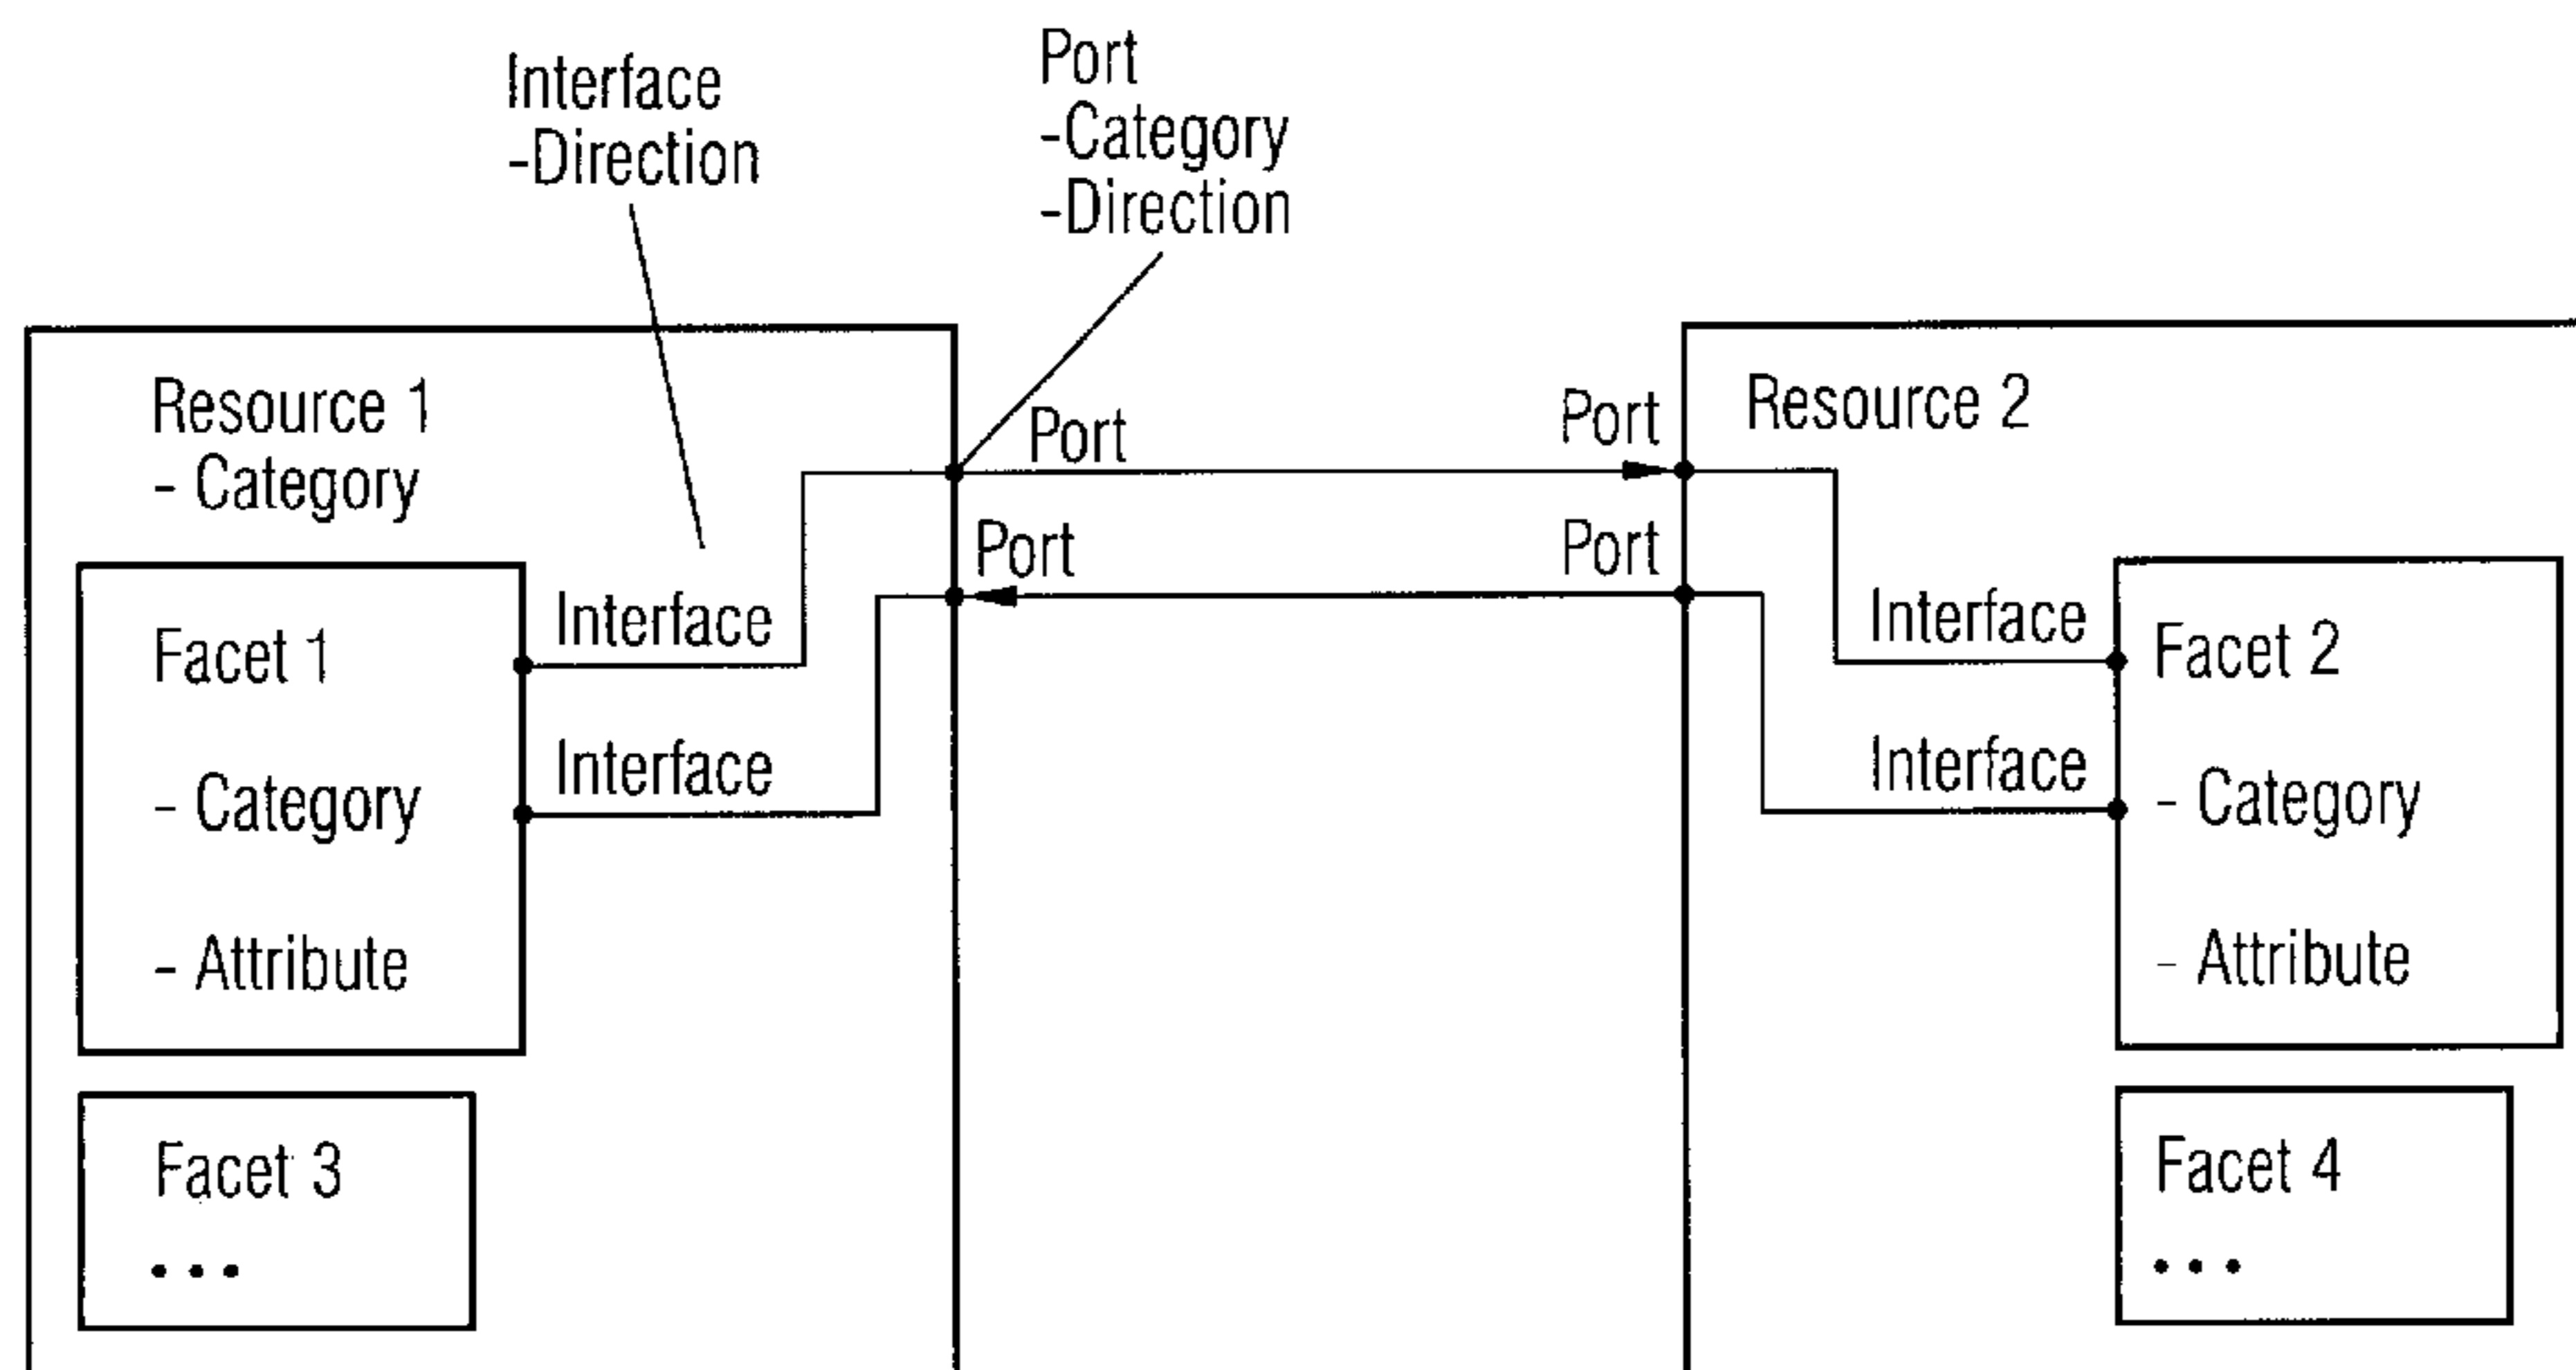 Interface
-Direction
Port
-Category
-Direction
Resource 1
- Category
Port
Port
Resource 2
Port
Port
Facet 1
- Category
- Attribute
Interface
Interface
Interface
Interface
Facet 2
- Category
- Attribute
Facet 3
• • •
Facet 4
• • •